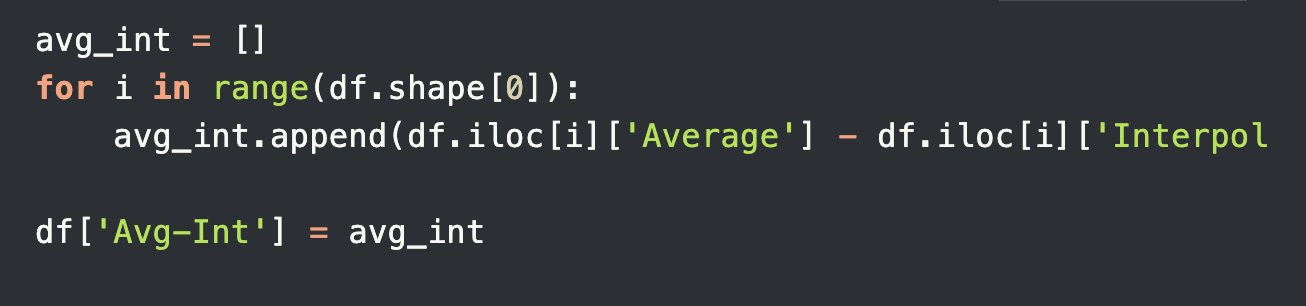 avg_int = []
for i in range(df.shape[0]):
    avg_int.append(df.iloc[i]['Average'] - df.iloc[i]['Interpol
df['Avg-Int'] = avg_int